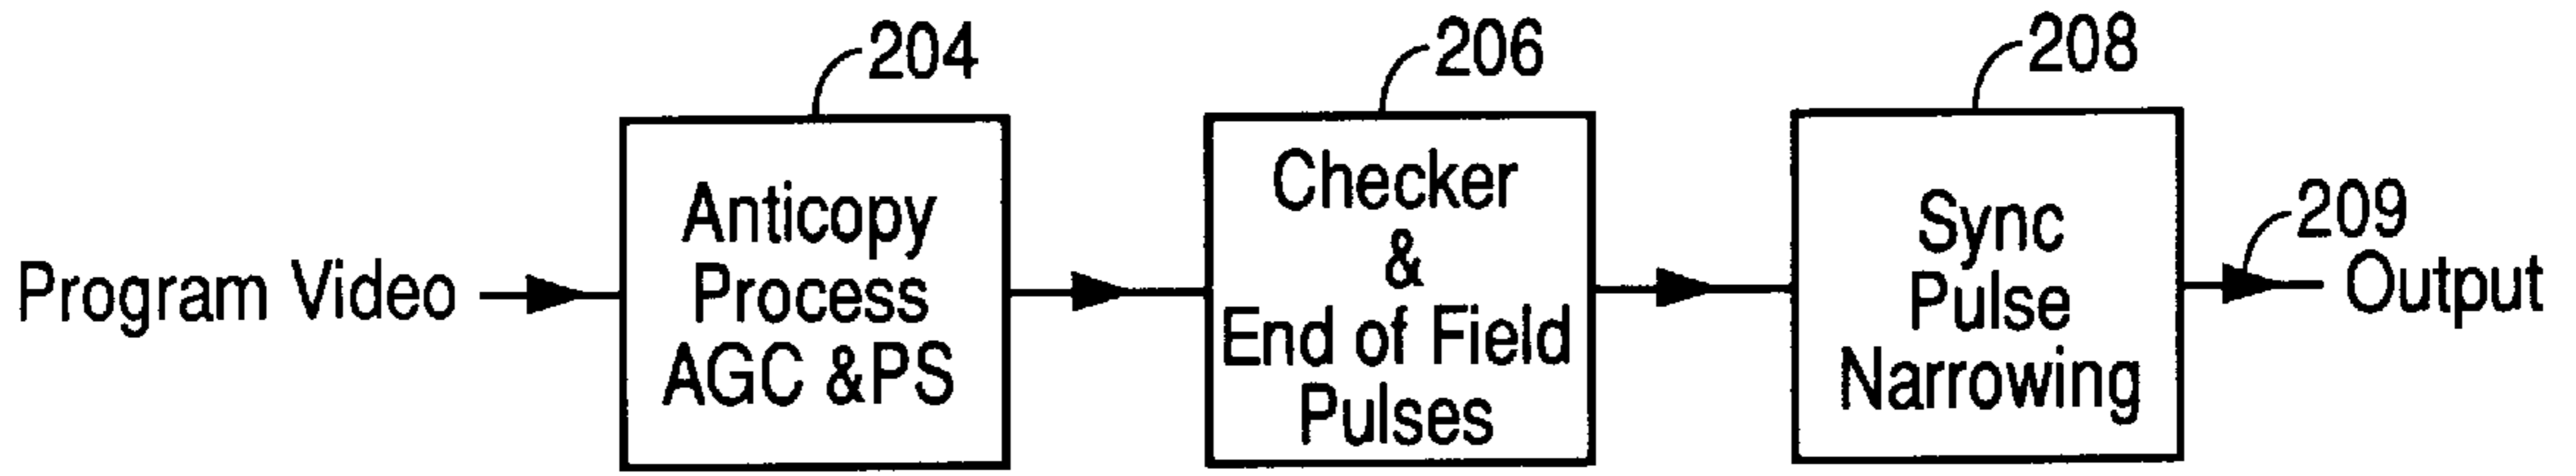 204
206
208
209
Program Video
Anticopy
Process
AGC &PS
Checker
&
End of Field
Pulses
Sync
Pulse
Narrowing
Output